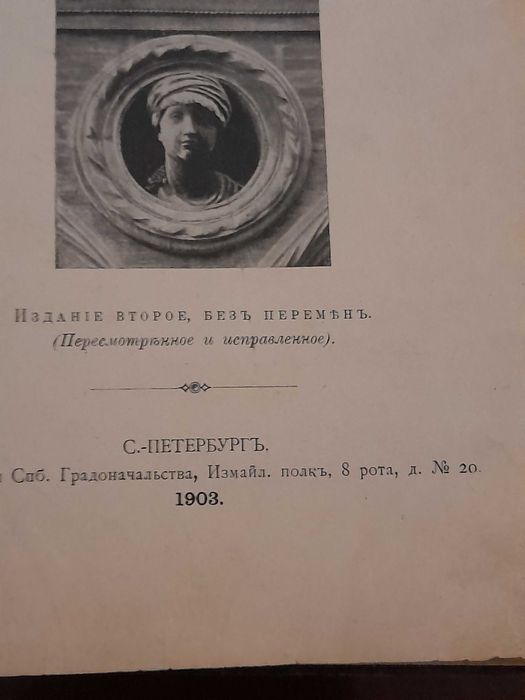 Изданіе второе, безъ перемѣнъ.
(Пересмотрѣнное и исправленное).
С.-ПЕТЕРБУРГЪ.
Спб. Градоначальства, Измайл. полкъ, 8 рота, д. № 20.
1903.